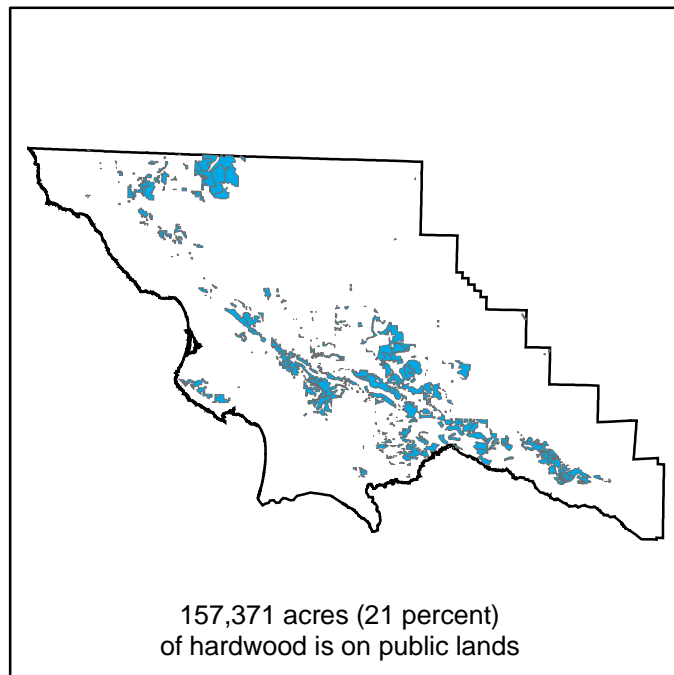 157,371 acres (21 percent)
of hardwood is on public lands